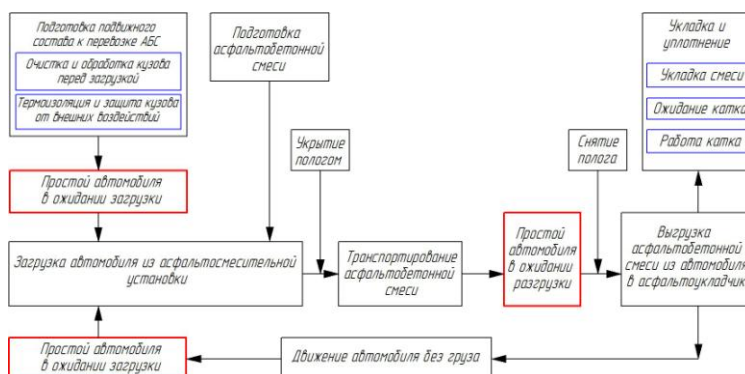 Подготовка подвижного
состава к перевозке АБС
Очистка и обработка кузова
перед загрузкой
Термоизоляция и защита кузова
от внешних воздействий
Подготовка
асфальтобетонной
смеси
Укладка и
уплотнение
Укладка смеси
Ожидание катка
Работа катка
Укрытие
пологом
Снятие
полога
Простой автомобиля
в ожидании загрузки
Загрузка автомобиля из асфальтосмесительной
установки
Транспортирование
асфальтобетонной
смеси
Простой
автомобиля
в ожидании
разгрузки
Выгрузка
асфальтобетонной
смеси из автомобиля
в асфальтоукладчик
Простой автомобиля
в ожидании загрузки
Движение автомобиля без груза